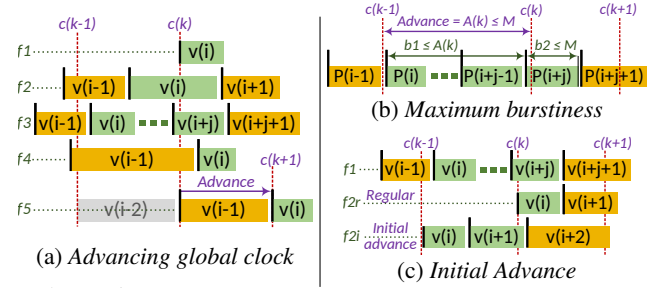 c(k-1) c(k)
f1 v(i)
f2 v(i-1) v(i) v(i+1)
f3 v(i-1) v(i) v(i+j) v(i+j+1)
f4 v(i-1) v(i)
c(k+1)
Advance
f5 v(i-2) v(i-1) v(i)
(a) Advancing global clock
c(k-1) c(k) c(k+1)
Advance = A(k) ≤ M
b1 ≤ A(k) b2 ≤ M
P(i-1) P(i) P(i+j-1) P(i+j) P(i+j+1)
(b) Maximum burstiness
c(k-1) c(k) c(k+1)
f1 v(i-1) v(i) v(i+j) v(i+j+1)
f2r Regular v(i) v(i+1)
f2i Initial advance v(i) v(i+1) v(i+2)
(c) Initial Advance